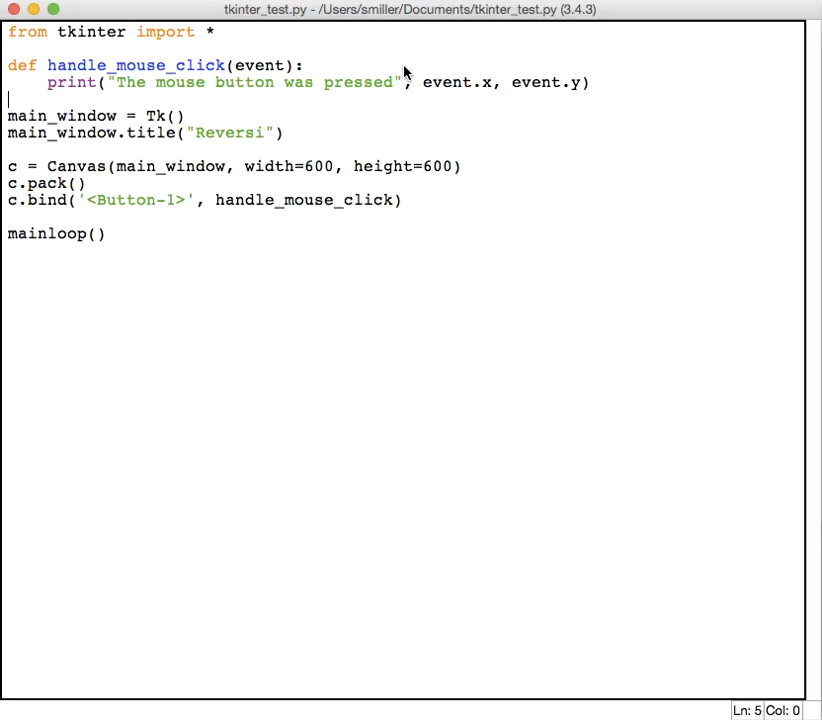 tkinter_test.py - /Users/smiller/Documents/tkinter_test.py (3.4.3)
from tkinter import *
def handle_mouse_click(event):
    print("The mouse button was pressed", event.x, event.y)
main_window = Tk()
main_window.title("Reversi")
c = Canvas(main_window, width=600, height=600)
c.pack()
c.bind('<Button-1>', handle_mouse_click)
mainloop()
Ln: 5 Col: 0